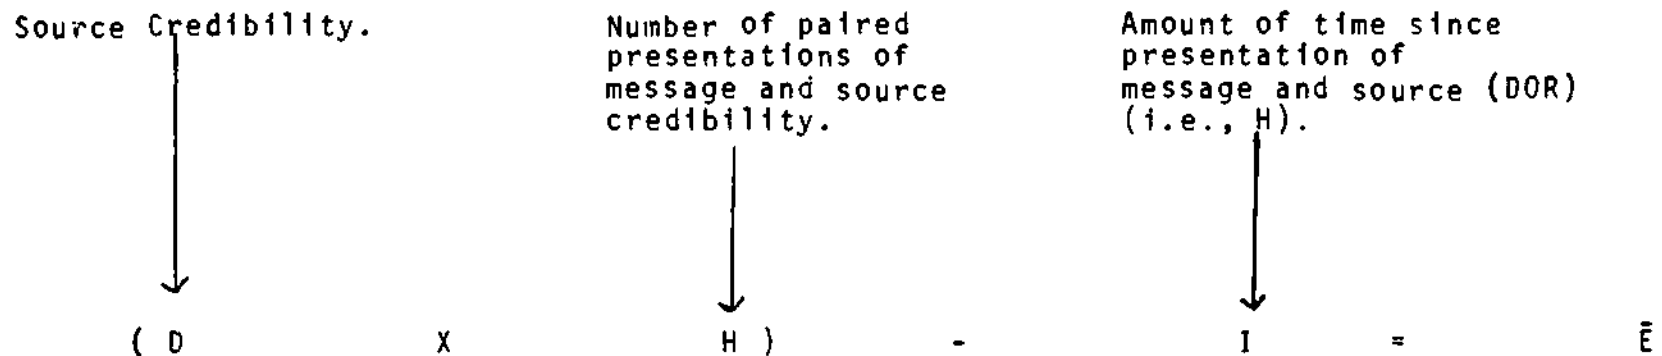 Source Credibility.
Number of paired
presentations of
message and source
credibility.
Amount of time since
presentation of
message and source (DOR)
(i.e., H).
( D X H ) - I = Ē